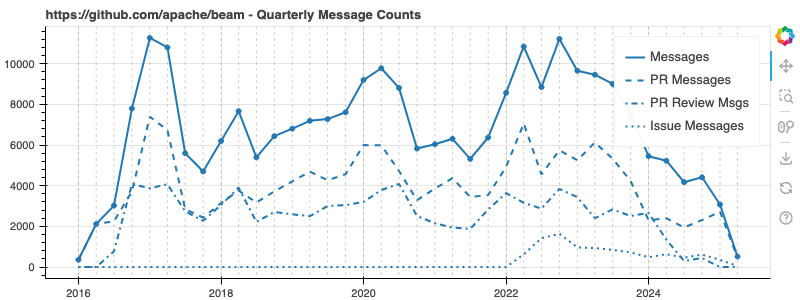 https://github.com/apache/beam - Quarterly Message Counts
10000
8000
6000
4000
2000
0
2016
2018
2020
2022
2024
Messages
PR Messages
PR Review Msgs
Issue Messages